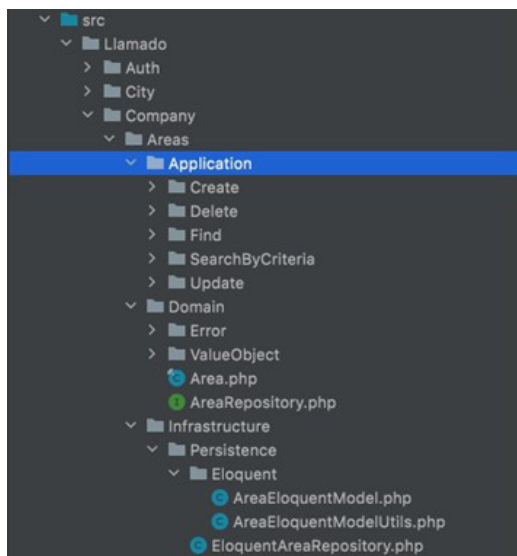 src
Llamado
Auth
City
Company
Areas
Application
Create
Delete
Find
SearchByCriteria
Update
Domain
Error
ValueObject
Area.php
AreaRepository.php
Infrastructure
Persistence
Eloquent
AreaEloquentModel.php
AreaEloquentModelUtils.php
EloquentAreaRepository.php